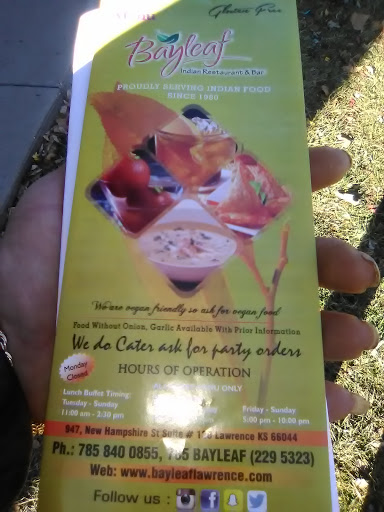 Gluten Free
Bayleaf
Indian Restaurant & Bar
PROUDLY SERVING INDIAN FOOD
SINCE 1980
We are vegan friendly so ask for vegan food
Food Without Onion, Garlic Available With Prior Information
We do Cater ask for party orders
HOURS OF OPERATION
Monday
Closed
ONLY
Lunch Buffet Timing:
Tuesday - Sunday
11:00 am - 2:30 pm
Friday - Sunday
5:00 pm - 10:00 pm
947, New Hampshire St Suite # Lawrence KS 66044
Ph.: 785 840 0855, 785 BAYLEAF (229 5323)
Web: www.bayleaflawrence.com
Follow us :